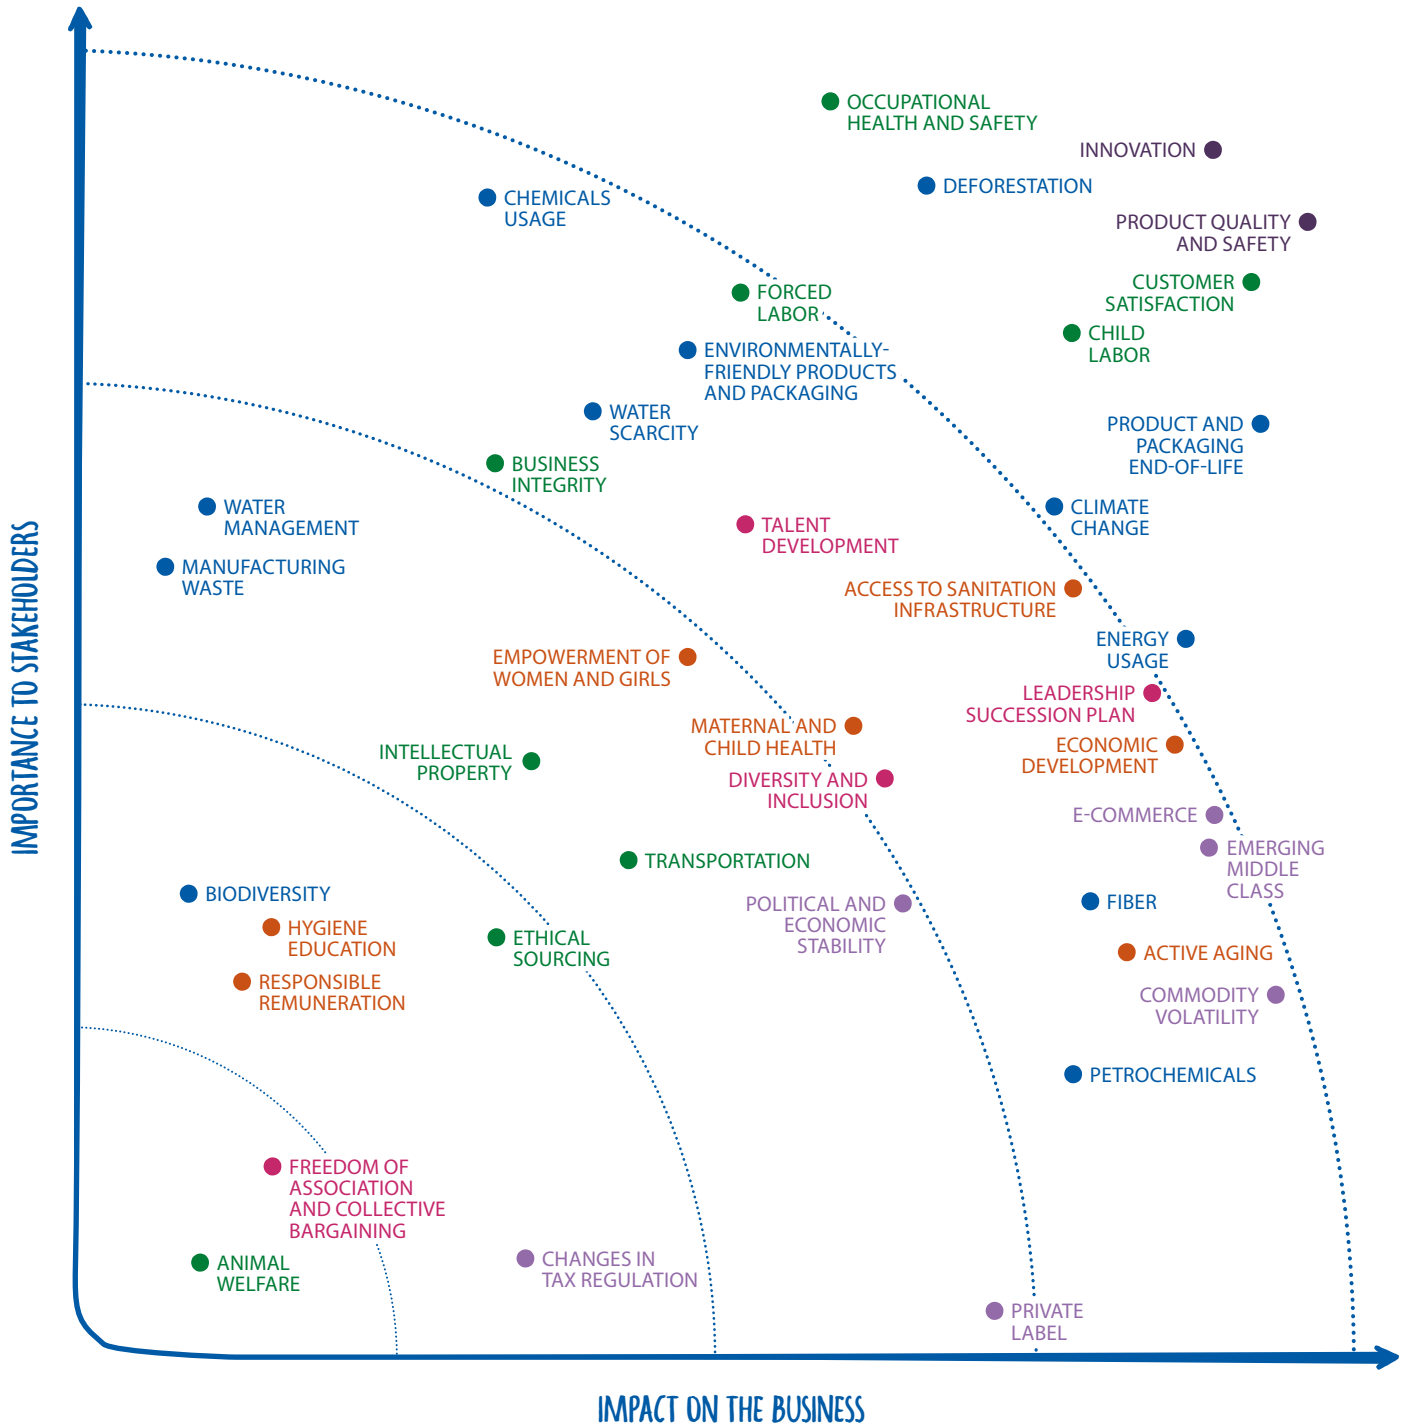 OCCUPATIONAL
HEALTH AND SAFETY
INNOVATION
DEFORESTATION
CHEMICALS
USAGE
PRODUCT QUALITY
AND SAFETY
CUSTOMER
SATISFACTION
FORCED
LABOR
CHILD
LABOR
ENVIRONMENTALLY-
FRIENDLY PRODUCTS
AND PACKAGING
WATER
SCARCITY
PRODUCT AND
PACKAGING
END-OF-LIFE
BUSINESS
INTEGRITY
WATER
MANAGEMENT
CLIMATE
CHANGE
TALENT
DEVELOPMENT
MANUFACTURING
WASTE
ACCESS TO SANITATION
INFRASTRUCTURE
ENERGY
USAGE
EMPOWERMENT OF
WOMEN AND GIRLS
LEADERSHIP
SUCCESSION PLAN
MATERNAL AND
CHILD HEALTH
ECONOMIC
DEVELOPMENT
INTELLECTUAL
PROPERTY
DIVERSITY AND
INCLUSION
E-COMMERCE
EMERGING
MIDDLE
CLASS
TRANSPORTATION
BIODIVERSITY
POLITICAL AND
ECONOMIC
STABILITY
FIBER
HYGIENE
EDUCATION
ETHICAL
SOURCING
ACTIVE AGING
RESPONSIBLE
REMUNERATION
COMMODITY
VOLATILITY
PETROCHEMICALS
FREEDOM OF
ASSOCIATION
AND COLLECTIVE
BARGAINING
ANIMAL
WELFARE
CHANGES IN
TAX REGULATION
PRIVATE
LABEL
IMPORTANCE TO STAKEHOLDERS
IMPACT ON THE BUSINESS